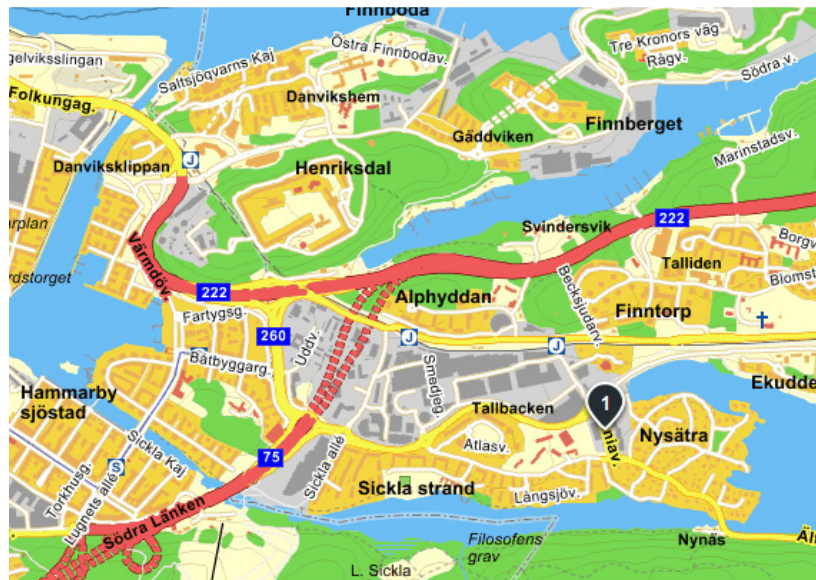 Finnboda
gelviksslingan
Saltsjöqvarns Kaj
Östra Finnbodav.
Tre Kronors väg
Rågv.
Södra v.
Folkungag.
Danvikshem
Gäddviken
Finnberget
Marinstadsv.
Danviksklippan
J
Henriksdal
arplan
Värmdöv.
Svindersvik
222
Borgv
Talliden
Blomst
rdstorget
222
Alphyddan
Becksjudarv.
Finntorp
Fartygsg.
260
Uddv.
J
J
Båtbyggarg.
Smedjeg.
Ekudde
Hammarby
sjöstad
Tallbacken
1
Sickla Kaj
Atlasv.
niav.
Nysätra
75
Sickla allé
S
Torkhusg.
Lugnets allé
Sickla strand
Långsjöv.
Södra Länken
Filosofens
grav
Nynäs
Äl
L. Sickla